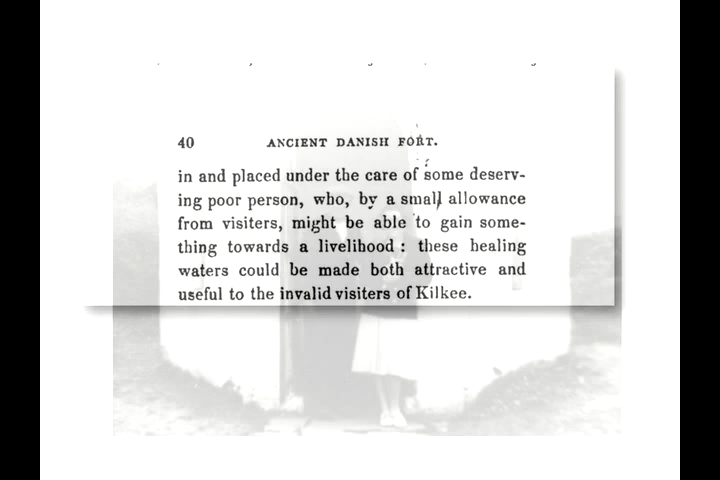 40 ANCIENT DANISH FORT.
in and placed under the care of some deserv-
ing poor person, who, by a small allowance
from visiters, might be able to gain some-
thing towards a livelihood : these healing
waters could be made both attractive and
useful to the invalid visiters of Kilkee.